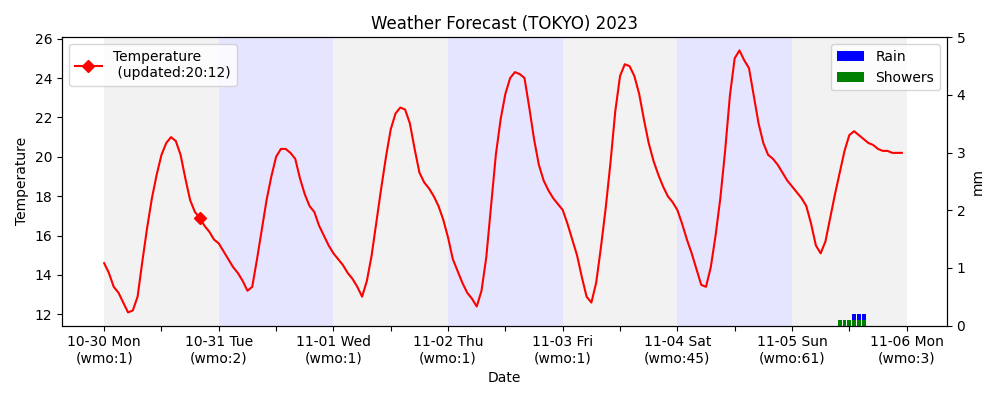 Weather Forecast (TOKYO) 2023
Temperature
(updated:20:12)
Rain
Showers
Temperature
26
24
22
20
18
16
14
12
5
4
3
2
1
0
mm
10-30 Mon
(wmo:1)
10-31 Tue
(wmo:2)
11-01 Wed
(wmo:1)
11-02 Thu
(wmo:1)
11-03 Fri
(wmo:1)
11-04 Sat
(wmo:45)
11-05 Sun
(wmo:61)
11-06 Mon
(wmo:3)
Date